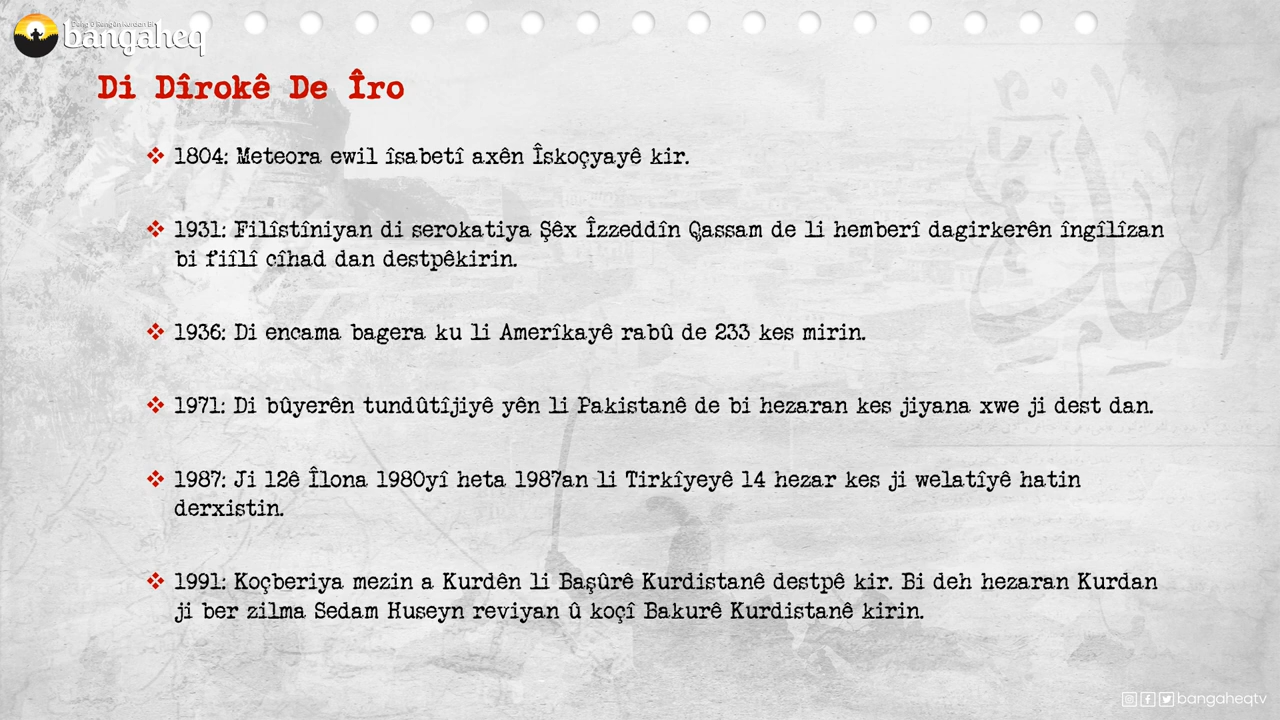 Deng û Bangên Kurdan Bi
bangaheq
Di Dîrokê De Îro
1804: Meteora ewil îsabetî axên Îskoçyayê kir.
1931: Filîstîniyan di serokatiya Şêx Îzzeddîn Qassam de li hemberî dagirkerên îngîlîzan
bi fiîlî cîhad dan destpêkirin.
1936: Di encama bagera ku li Amerîkayê rabû de 233 kes mirin.
1971: Di bûyerên tundûtîjiyê yên li Pakistanê de bi hezaran kes jiyana xwe ji dest dan.
1987: Ji 12ê Îlona 1980yî heta 1987an li Tirkîyeyê 14 hezar kes ji welatîyê hatin
derxistin.
1991: Koçberiya mezin a Kurdên li Başûrê Kurdistanê destpê kir. Bi deh hezaran Kurdan
ji ber zilma Sedam Huseyn reviyan û koçî Bakurê Kurdistanê kirin.
bangaheqtv